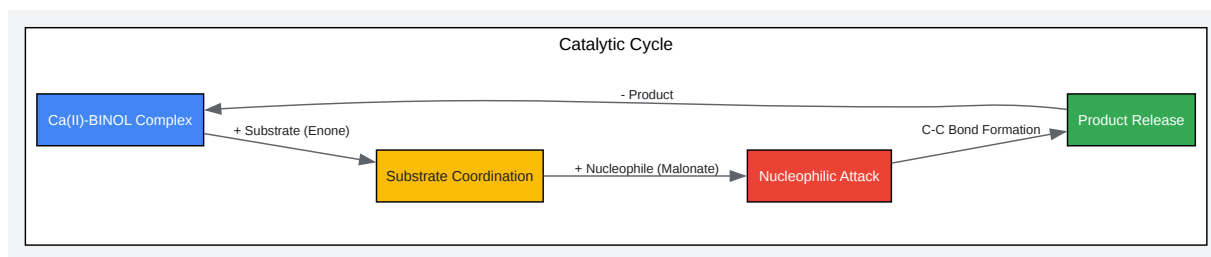 Catalytic Cycle
- Product
Ca(II)-BINOL Complex
Product Release
+ Substrate (Enone)
C-C Bond Formation
+ Nucleophile (Malonate)
Substrate Coordination
Nucleophilic Attack